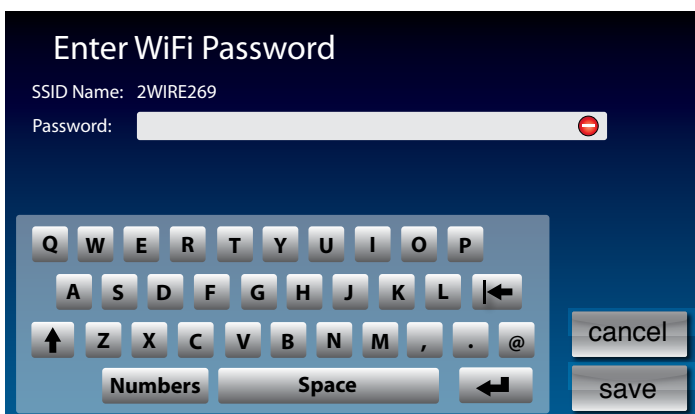 Enter WiFi Password
SSID Name: 2WIRE269
Password:
Q W E R T Y U I O P
A S D F G H J K L
Z X C V B N M , . @
cancel
Numbers Space
save